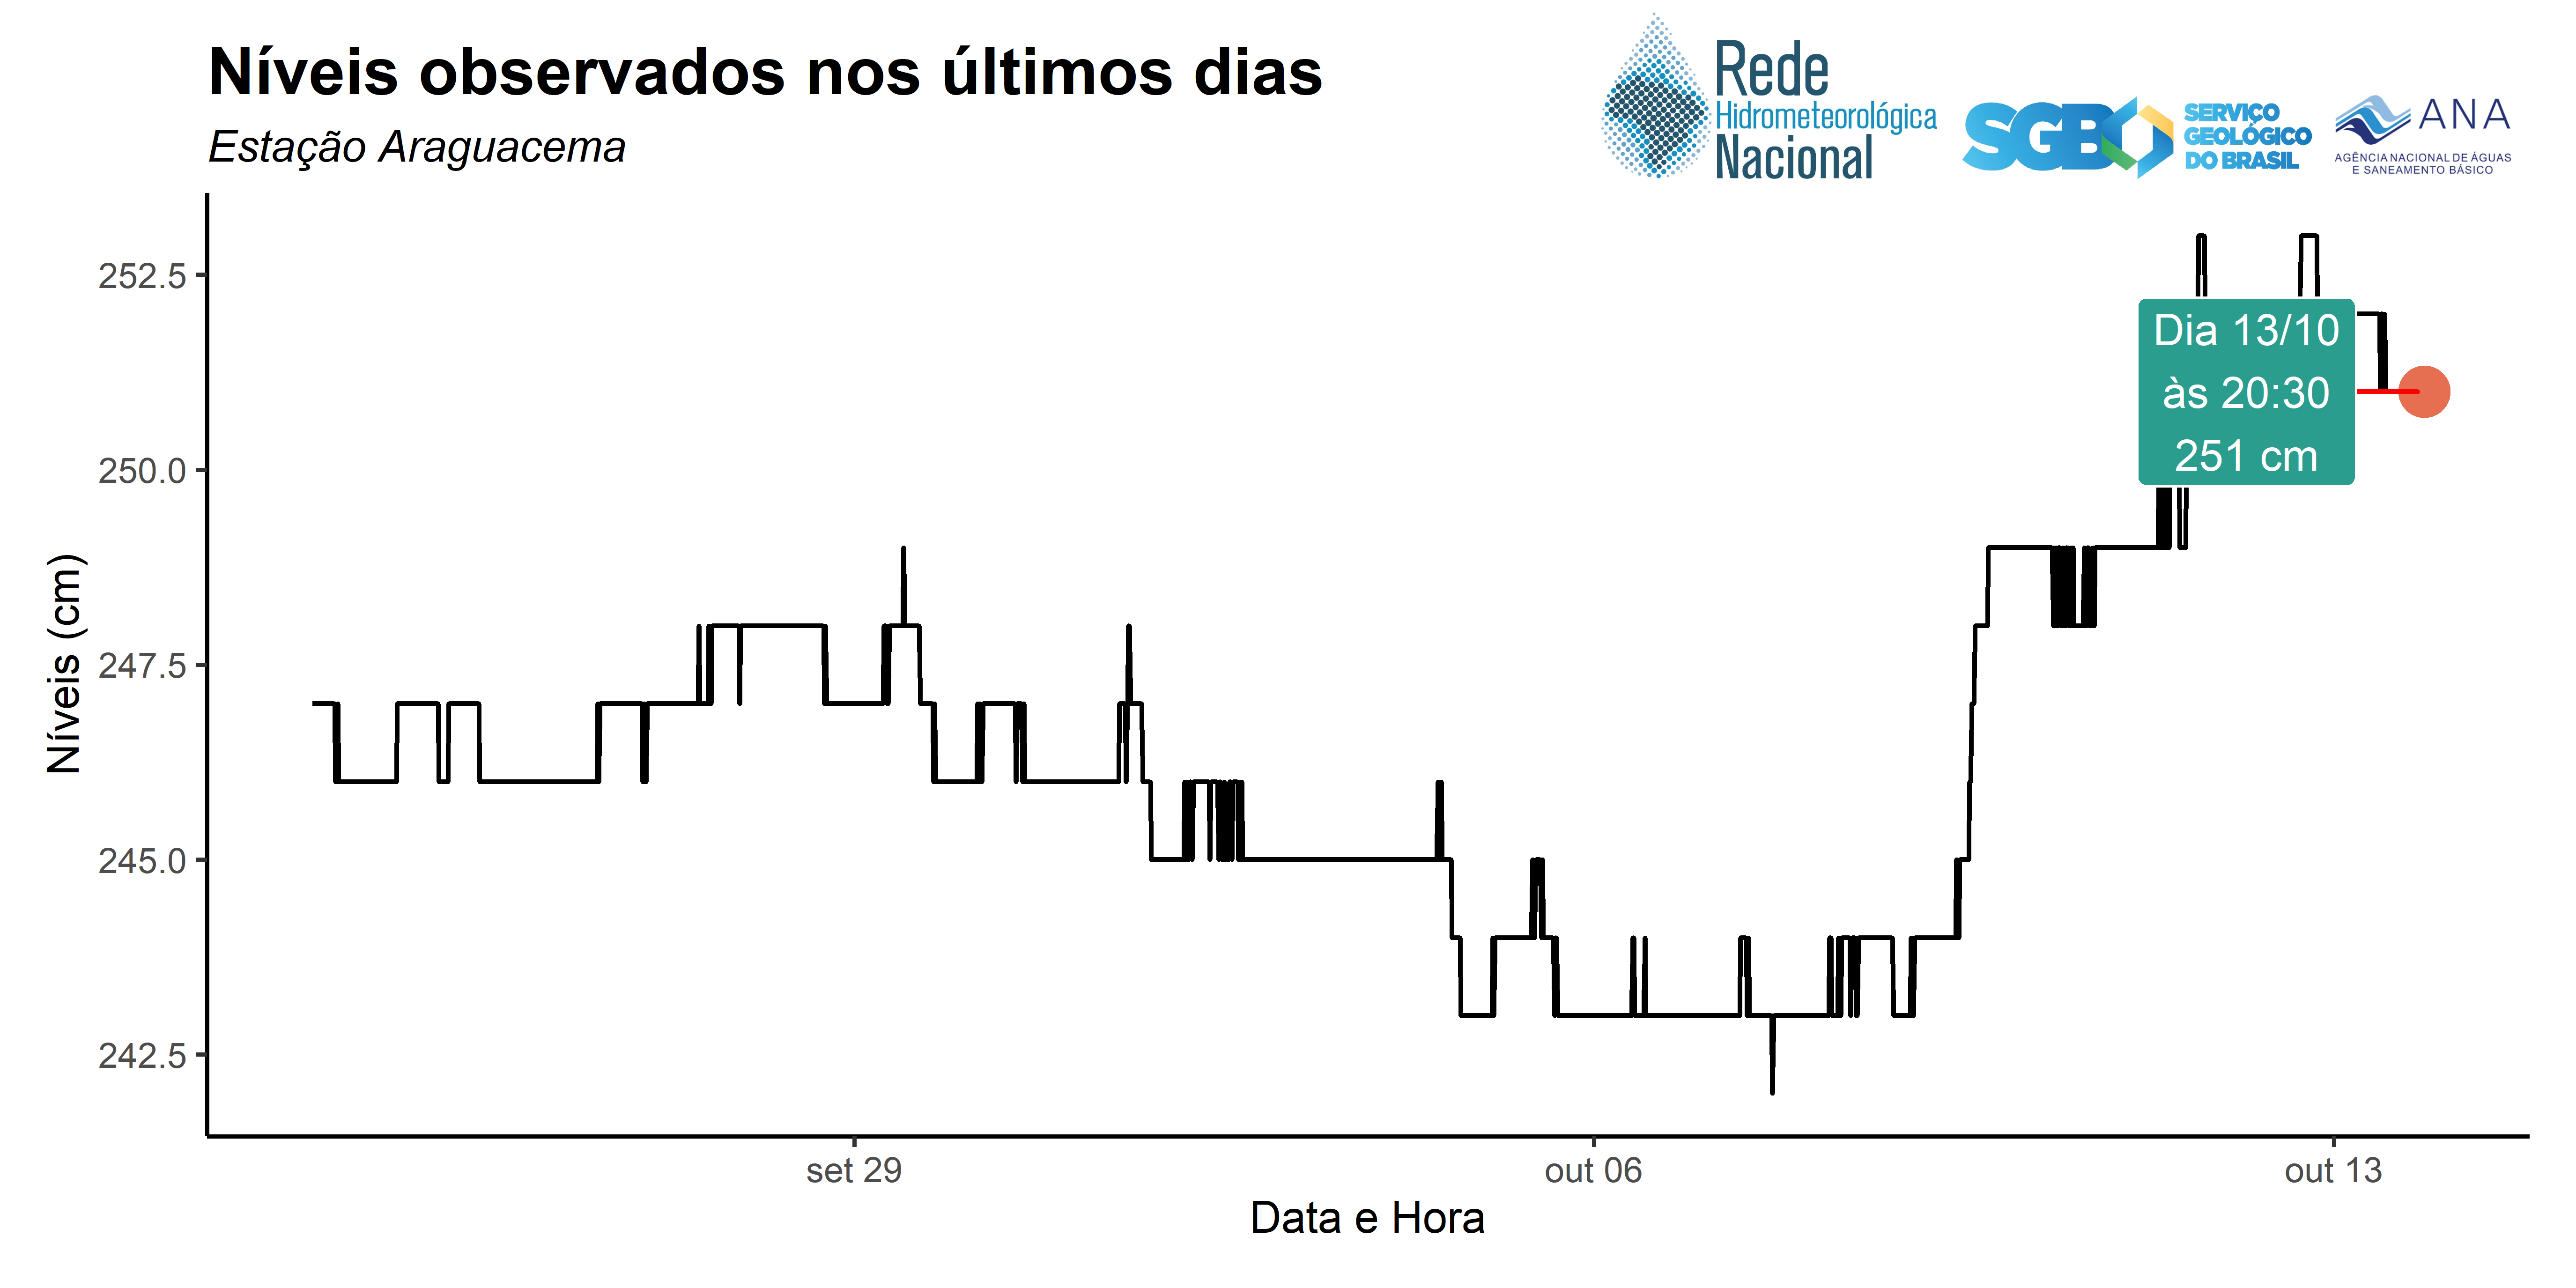 Níveis observados nos últimos dias
Estação Araguacema
Rede
Hidrometeorológica
Nacional
SGB
SERVIÇO
GEOLÓGICO
DO BRASIL
ANA
AGÊNCIA NACIONAL DE ÁGUAS
E SANEAMENTO BÁSICO
252.5
250.0
247.5
245.0
242.5
Níveis (cm)
Dia 13/10
às 20:30
251 cm
set 29
out 06
out 13
Data e Hora